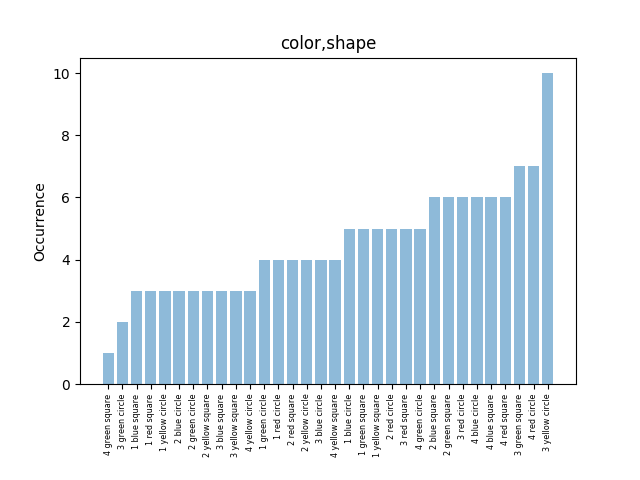 color,shape
Occurrence
10
8
6
4
2
0
4 green square
3 green circle
1 blue square
1 red square
1 yellow circle
2 blue circle
2 green circle
2 yellow square
3 blue square
3 yellow square
4 yellow circle
1 green circle
1 red circle
2 red square
2 yellow circle
3 blue circle
4 yellow square
1 blue circle
1 green square
1 yellow square
2 red circle
3 red square
4 green circle
2 blue square
2 green square
3 red circle
4 blue circle
4 blue square
4 red square
3 green square
4 red circle
3 yellow circle